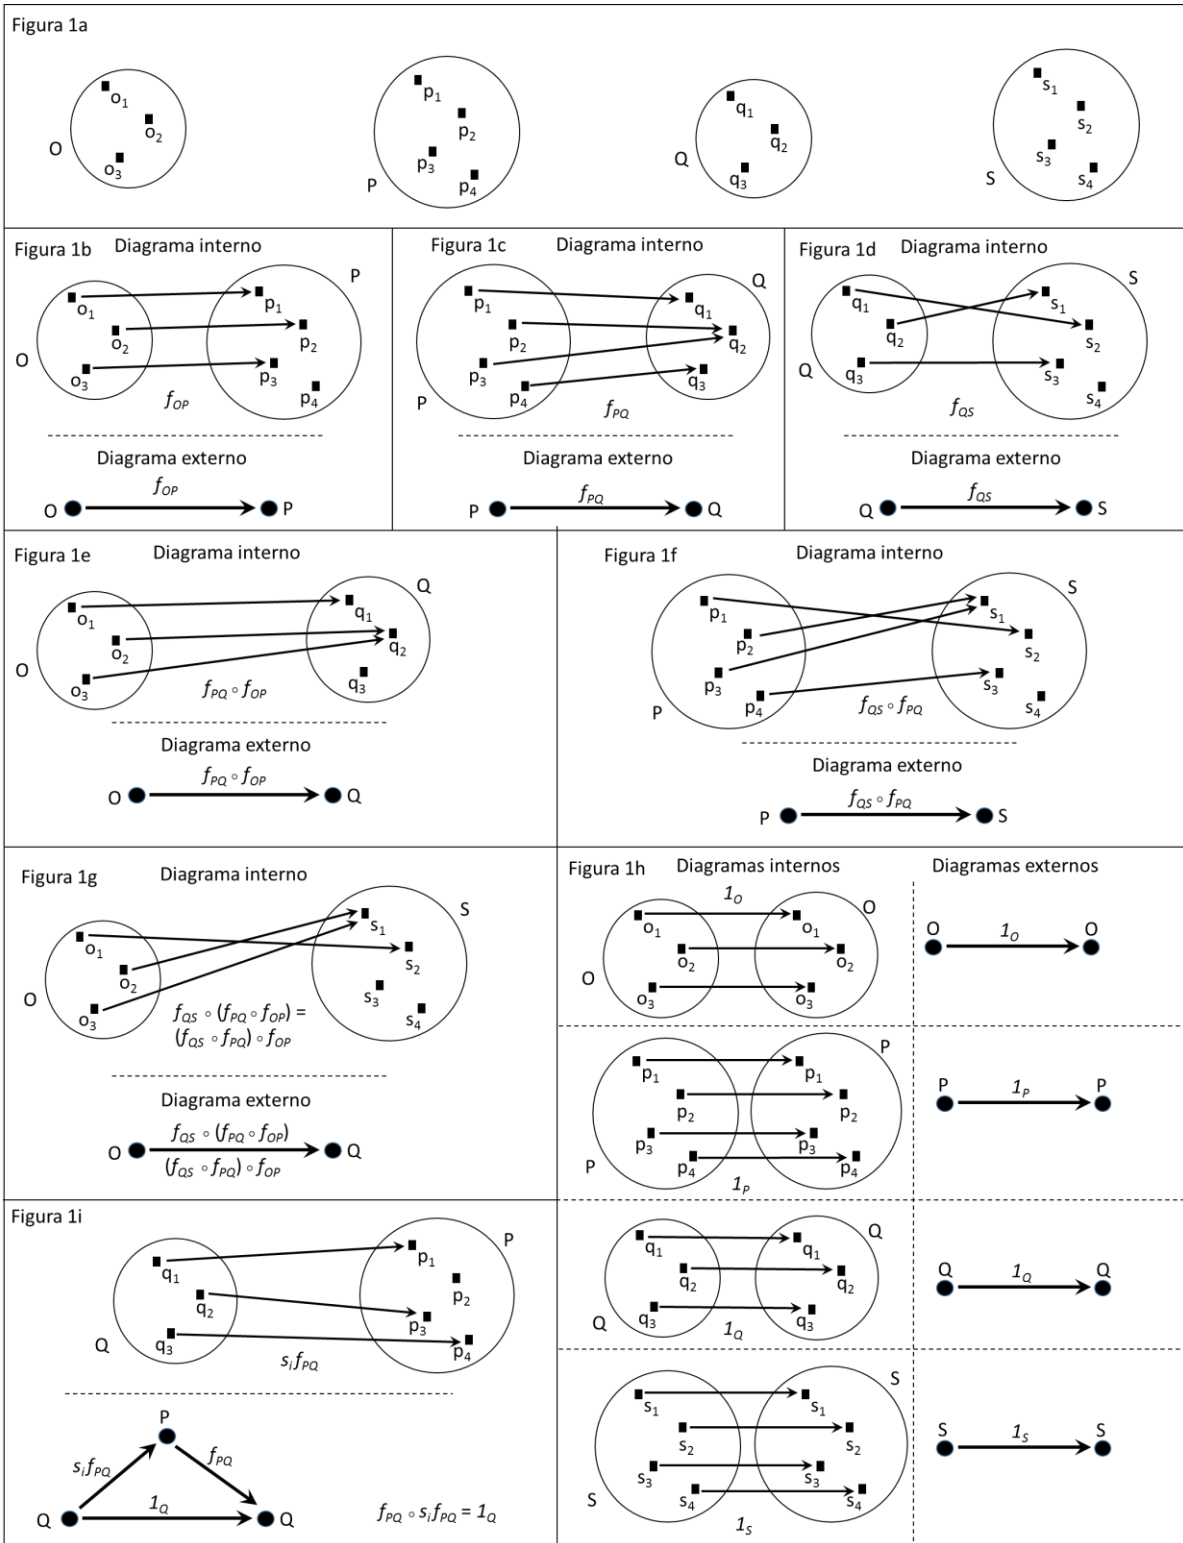 Figura 1a
O
o1
o2
o3
P
p1
p2
p3
p4
Q
q1
q2
q3
S
s1
s2
s3
s4
Figura 1b Diagrama interno
O
o1
o2
o3
P
p1
p2
p3
p4
fOP
Diagrama externo
fOP
O P
Figura 1c Diagrama interno
P
p1
p2
p3
p4
Q
q1
q2
q3
fPQ
Diagrama externo
fPQ
P Q
Figura 1d Diagrama interno
Q
q1
q2
q3
S
s1
s2
s3
s4
fQS
Diagrama externo
fQS
Q S
Figura 1e Diagrama interno
O
o1
o2
o3
Q
q1
q2
q3
fPQ ∘ fOP
Diagrama externo
fPQ ∘ fOP
O Q
Figura 1f Diagrama interno
P
p1
p2
p3
p4
S
s1
s2
s3
s4
fQS ∘ fPQ
Diagrama externo
fQS ∘ fPQ
P S
Figura 1g Diagrama interno
O
o1
o2
o3
S
s1
s2
s3
s4
fQS ∘ (fPQ ∘ fOP) =
(fQS ∘ fPQ) ∘ fOP
Diagrama externo
fQS ∘ (fPQ ∘ fOP)
O Q
(fQS ∘ fPQ) ∘ fOP
Figura 1h Diagramas internos Diagramas externos
1O
O
o1
o2
o3
O
o1
o2
o3
O 1O O
P
p1
p2
p3
p4
P
p1
p2
p3
p4
1P
P 1P P
Q
q1
q2
q3
Q
q1
q2
q3
1Q
Q 1Q Q
S
s1
s2
s3
s4
S
s1
s2
s3
s4
1S
S 1S S
Figura 1i
Q
q1
q2
q3
P
p1
p2
p3
p4
sifPQ
P
sifPQ fPQ
1Q
Q Q
fPQ ∘ sifPQ = 1Q